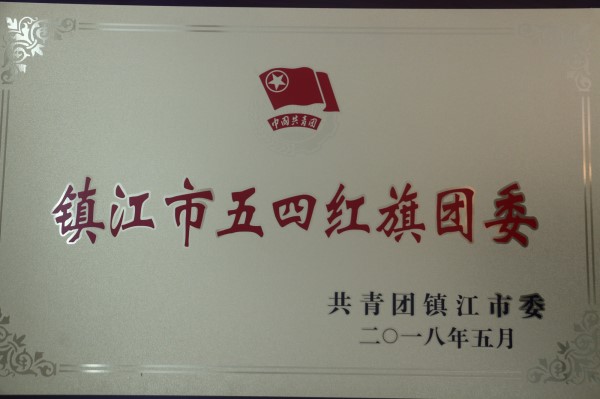 中国共青团
镇江市五四红旗团委
共青团镇江市委
二〇一八年五月